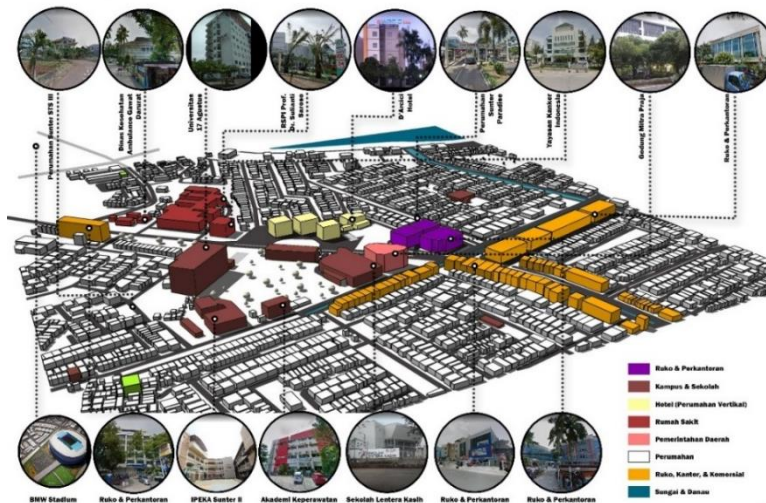 Perumahan Sunter STS III
Dinas Kesehatan
Ambulance Gawat
Darurat
Universitas
17 Agustus
RSPI Prof.
Dr. Sulianti
Saroso
D'Arcici
Hotel
Perumahan
Sunter
Paradise
Yayasan Kanker
Indonesia
Gedung Mitra Praja
Ruko & Perkantoran
Ruko & Perkantoran
Kampus & Sekolah
Hotel (Perumahan Vertikal)
Rumah Sakit
Pemerintahan Daerah
Perumahan
Ruko, Kantor, & Komersial
Sungai & Danau
BMW Stadium
Ruko & Perkantoran
IPEKA Sunter II
Akademi Keperawatan
Sekolah Lentera Kasih
Ruko & Perkantoran
Ruko & Perkantoran